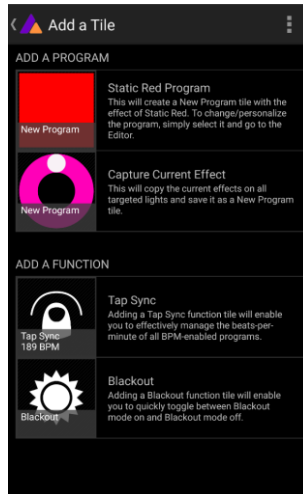 Add a Tile
ADD A PROGRAM
New Program
Static Red Program
This will create a New Program tile with the
effect of Static Red. To change/personalize
the program, simply select it and go to the
Editor.
New Program
Capture Current Effect
This will copy the current effects on all
targeted lights and save it as a New Program
tile.
ADD A FUNCTION
Tap Sync
189 BPM
Tap Sync
Adding a Tap Sync function tile will enable
you to effectively manage the beats-per-
minute of all BPM-enabled programs.
Blackout
Blackout
Adding a Blackout function tile will enable
you to quickly toggle between Blackout
mode on and Blackout mode off.